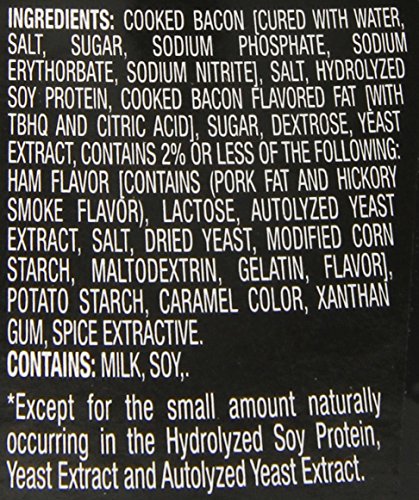 INGREDIENTS: COOKED BACON [CURED WITH WATER,
SALT, SUGAR, SODIUM PHOSPHATE, SODIUM
ERYTHORBATE, SODIUM NITRITE], SALT, HYDROLYZED
SOY PROTEIN, COOKED BACON FLAVORED FAT [WITH
TBHQ AND CITRIC ACID], SUGAR, DEXTROSE, YEAST
EXTRACT, CONTAINS 2% OR LESS OF THE FOLLOWING:
HAM FLAVOR [CONTAINS (PORK FAT AND HICKORY
SMOKE FLAVOR), LACTOSE, AUTOLYZED YEAST
EXTRACT, SALT, DRIED YEAST, MODIFIED CORN
STARCH, MALTODEXTRIN, GELATIN, FLAVOR],
POTATO STARCH, CARAMEL COLOR, XANTHAN
GUM, SPICE EXTRACTIVE.
CONTAINS: MILK, SOY,.
*Except for the small amount naturally
occurring in the Hydrolyzed Soy Protein,
Yeast Extract and Autolyzed Yeast Extract.